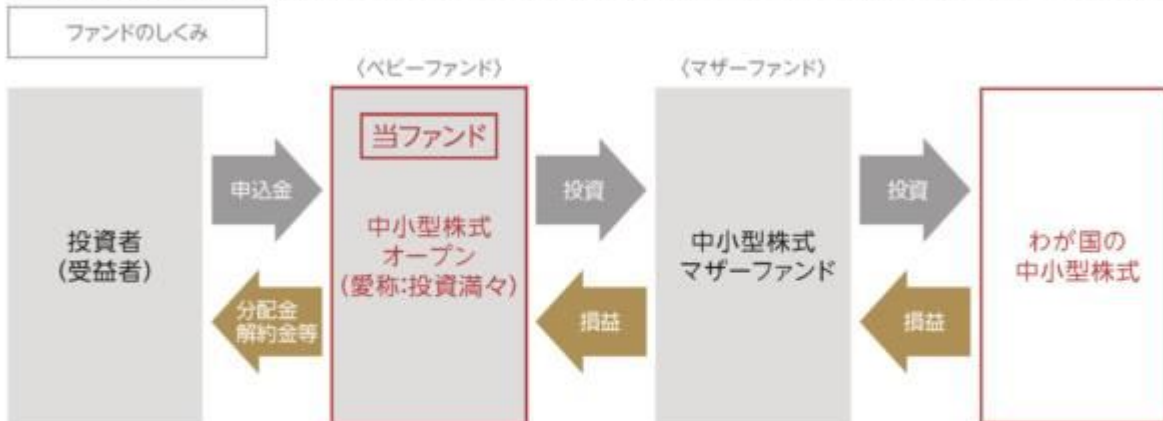 ファンドのしくみ
〈ベビーファンド〉
〈マザーファンド〉
投資者
(受益者)
申込金
分配金
解約金等
当ファンド
中小型株式
オープン
(愛称:投資満々)
投資
損益
中小型株式
マザーファンド
投資
損益
わが国の
中小型株式